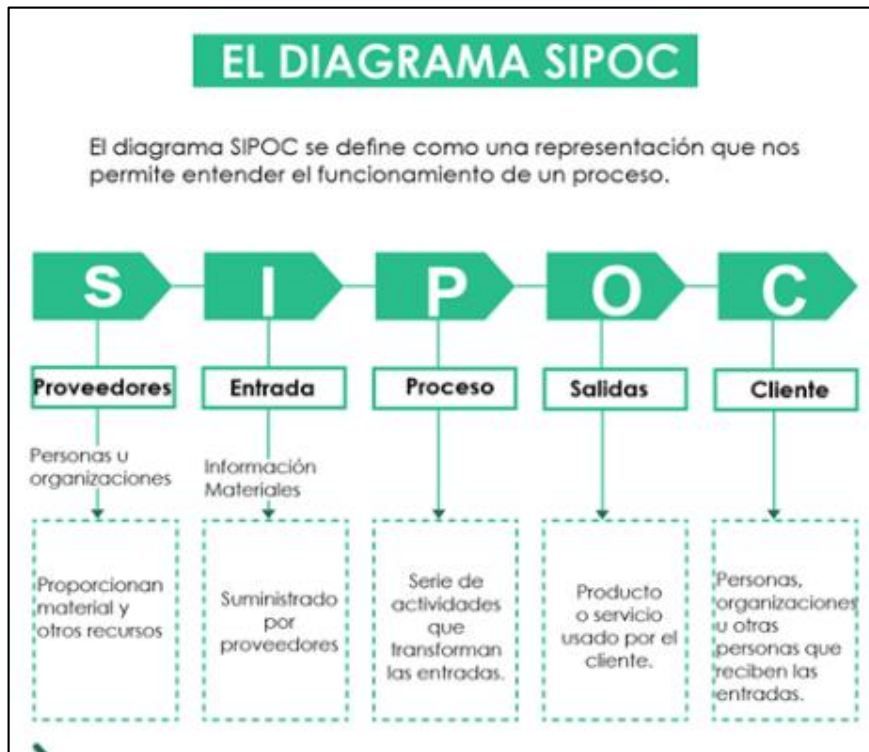 EL DIAGRAMA SIPOC
El diagrama SIPOC se define como una representación que nos
permite entender el funcionamiento de un proceso.
S
I
P
O
C
Proveedores
Entrada
Proceso
Salidas
Cliente
Personas u
organizaciones
Información
Materiales
Proporcionan
material y
otros recursos
Suministrado
por
proveedores
Serie de
actividades
que
transforman
las entradas.
Producto
o servicio
usado por el
cliente.
Personas,
organizaciones
u otras
personas que
reciben las
entradas.